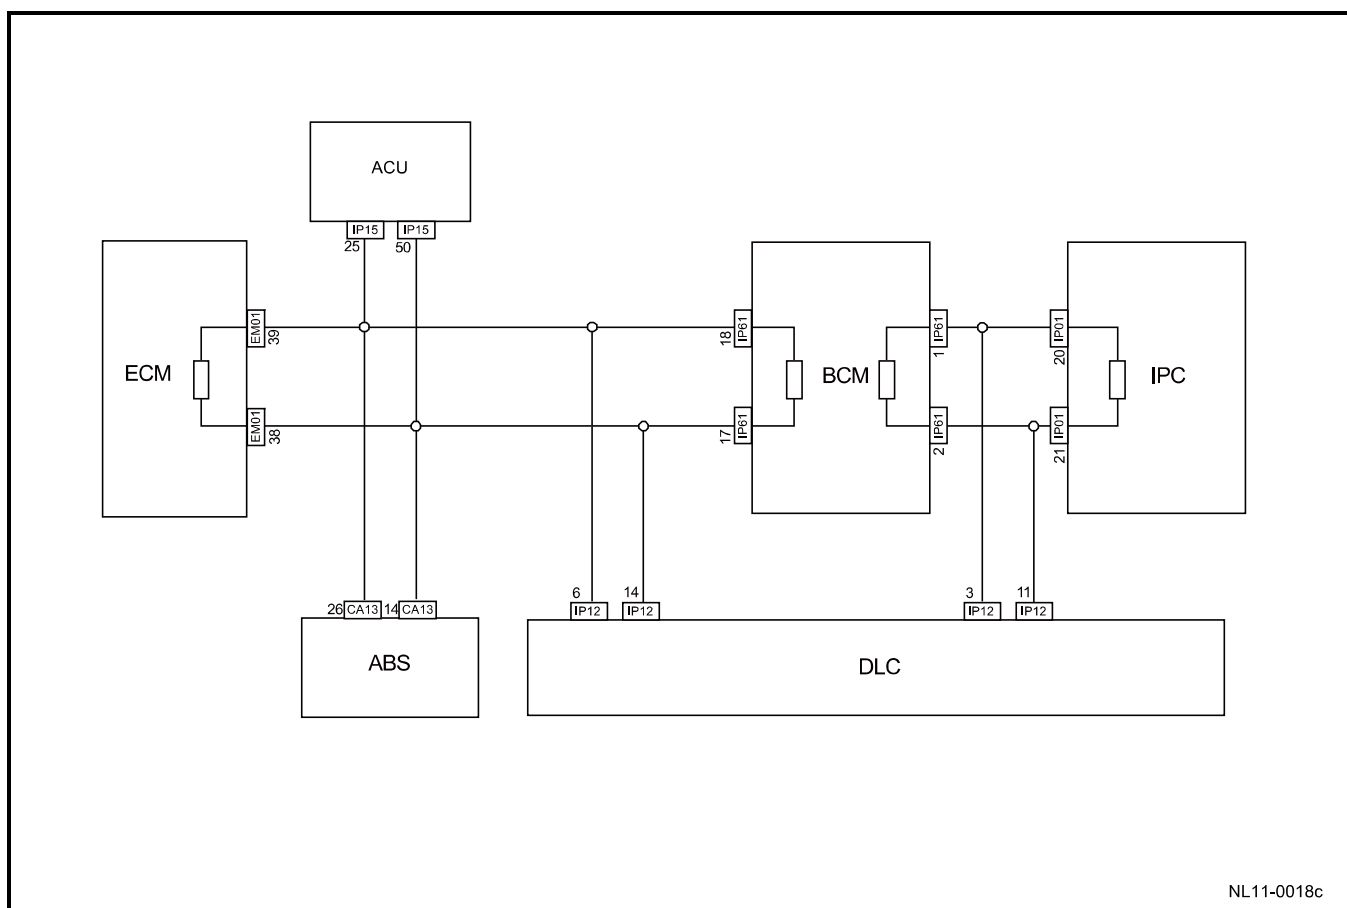 ACU
IP15 IP15
25 50
EM01 39
18 IP61
IP61 1
20 IP01
ECM
BCM
IPC
EM01 38
17 IP61
IP61 2
21 IP01
6 14 3 11
26 CA13 14 CA13
IP12 IP12 IP12 IP12
ABS
DLC
NL11-0018c